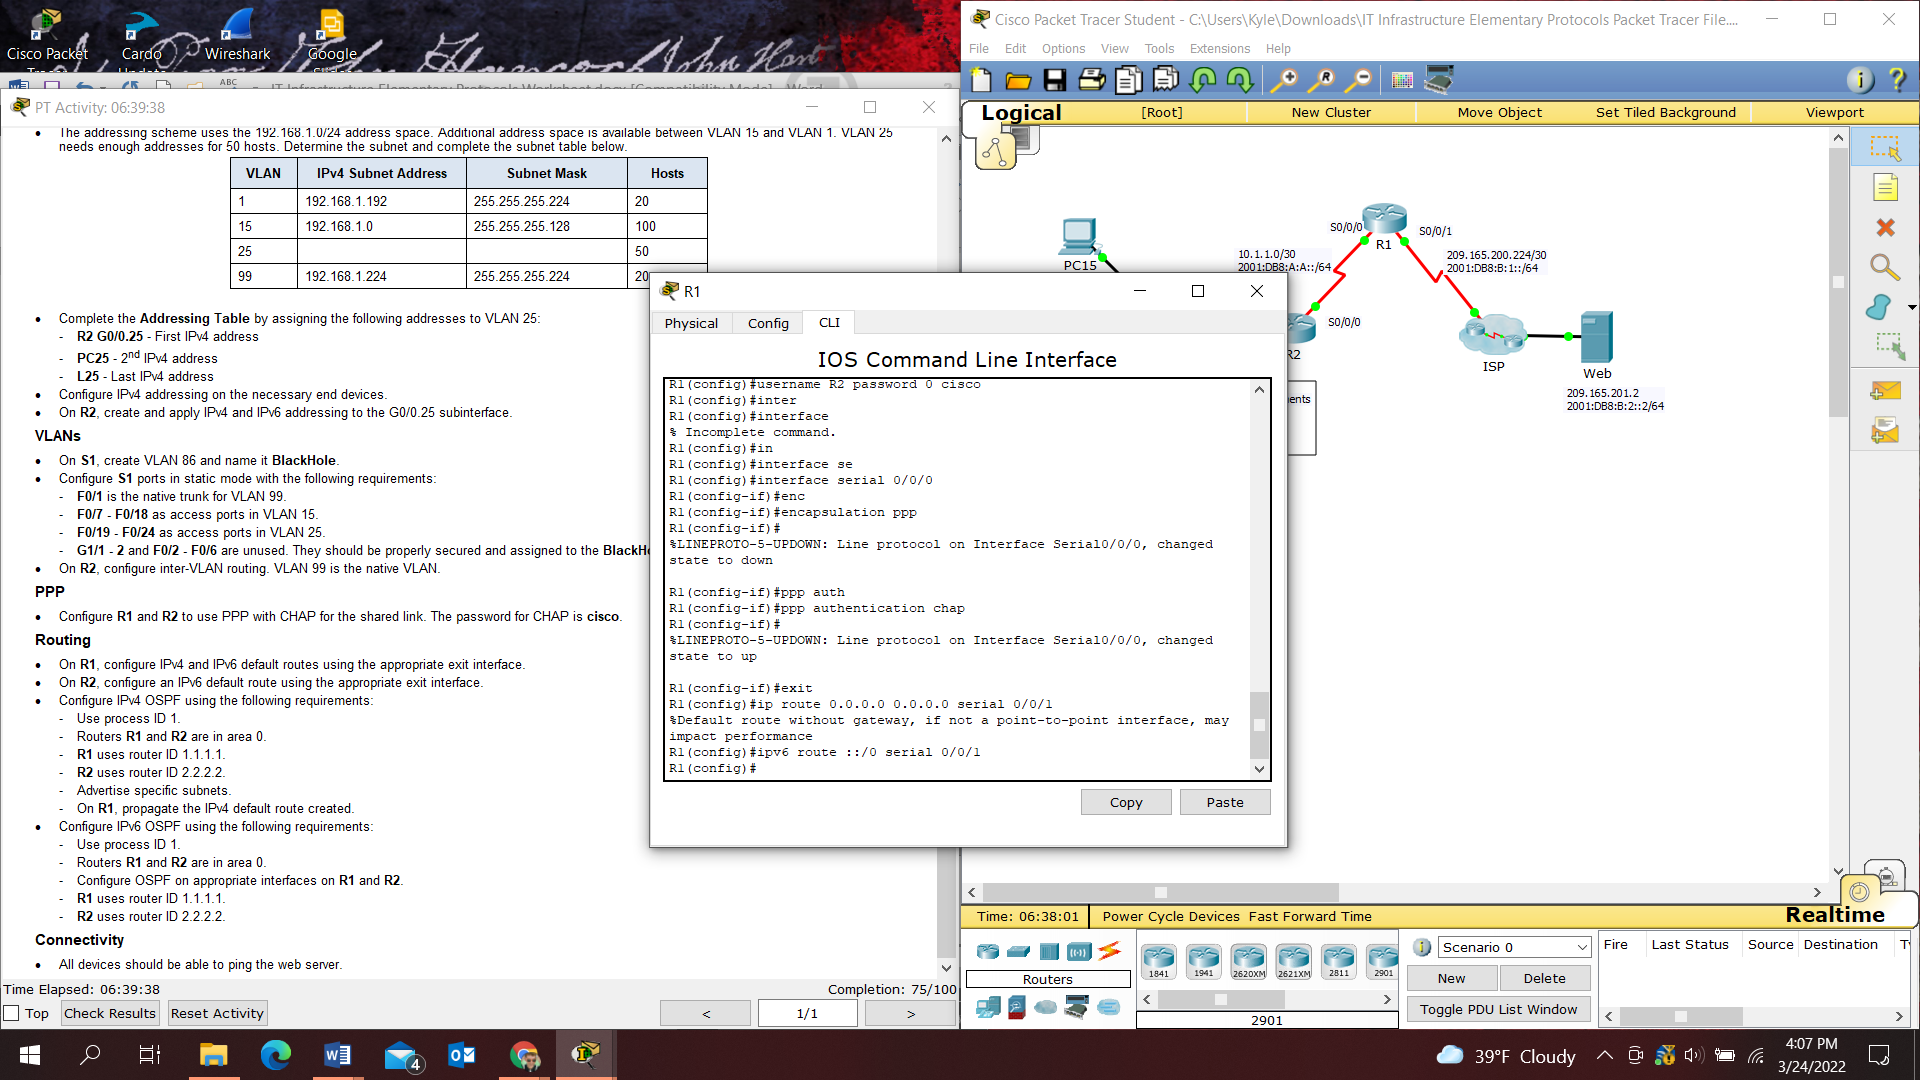 Cisco Packet
Cardo
Wireshark
Google
Cisco Packet Tracer Student - C:\Users\Kyle\Downloads\IT Infrastructure Elementary Protocols Packet Tracer File....
File Edit Options View Tools Extensions Help
PT Activity: 06:39:38
Logical
[Root]
New Cluster
Move Object
Set Tiled Background
Viewport
• The addressing scheme uses the 192.168.1.0/24 address space. Additional address space is available between VLAN 15 and VLAN 1. VLAN 25
needs enough addresses for 50 hosts. Determine the subnet and complete the subnet table below.
VLAN IPv4 Subnet Address Subnet Mask Hosts
1 192.168.1.192 255.255.255.224 20
15 192.168.1.0 255.255.255.128 100
25 50
99 192.168.1.224 255.255.255.224 20
• Complete the Addressing Table by assigning the following addresses to VLAN 25:
- R2 G0/0.25 - First IPv4 address
- PC25 - 2nd IPv4 address
- L25 - Last IPv4 address
• Configure IPv4 addressing on the necessary end devices.
• On R2, create and apply IPv4 and IPv6 addressing to the G0/0.25 subinterface.
VLANs
• On S1, create VLAN 86 and name it BlackHole.
• Configure S1 ports in static mode with the following requirements:
- F0/1 is the native trunk for VLAN 99.
- F0/7 - F0/18 as access ports in VLAN 15.
- F0/19 - F0/24 as access ports in VLAN 25.
- G1/1 - 2 and F0/2 - F0/6 are unused. They should be properly secured and assigned to the BlackH
• On R2, configure inter-VLAN routing. VLAN 99 is the native VLAN.
PPP
• Configure R1 and R2 to use PPP with CHAP for the shared link. The password for CHAP is cisco.
Routing
• On R1, configure IPv4 and IPv6 default routes using the appropriate exit interface.
• On R2, configure an IPv6 default route using the appropriate exit interface.
• Configure IPv4 OSPF using the following requirements:
- Use process ID 1.
- Routers R1 and R2 are in area 0.
- R1 uses router ID 1.1.1.1.
- R2 uses router ID 2.2.2.2.
- Advertise specific subnets.
- On R1, propagate the IPv4 default route created.
• Configure IPv6 OSPF using the following requirements:
- Use process ID 1.
- Routers R1 and R2 are in area 0.
- Configure OSPF on appropriate interfaces on R1 and R2.
- R1 uses router ID 1.1.1.1.
- R2 uses router ID 2.2.2.2.
Connectivity
• All devices should be able to ping the web server.
Time Elapsed: 06:39:38
Completion: 75/100
Top
Check Results
Reset Activity
<
1/1
>
R1
Physical Config CLI
IOS Command Line Interface
R1(config)#username R2 password 0 cisco
R1(config)#inter
R1(config)#interface
% Incomplete command.
R1(config)#in
R1(config)#interface se
R1(config)#interface serial 0/0/0
R1(config-if)#enc
R1(config-if)#encapsulation ppp
R1(config-if)#
%LINEPROTO-5-UPDOWN: Line protocol on Interface Serial0/0/0, changed
state to down
R1(config-if)#ppp auth
R1(config-if)#ppp authentication chap
R1(config-if)#
%LINEPROTO-5-UPDOWN: Line protocol on Interface Serial0/0/0, changed
state to up
R1(config-if)#exit
R1(config)#ip route 0.0.0.0 0.0.0.0 serial 0/0/1
%Default route without gateway, if not a point-to-point interface, may
impact performance
R1(config)#ipv6 route ::/0 serial 0/0/1
R1(config)#
Copy
Paste
PC15
S0/0/0
R1
S0/0/1
10.1.1.0/30
2001:DB8:A:A::/64
209.165.200.224/30
2001:DB8:B:1::/64
S0/0/0
R2
ISP
Web
209.165.201.2
2001:DB8:B:2::2/64
ents
Time: 06:38:01
Power Cycle Devices Fast Forward Time
Realtime
Routers
1841
1941
2620XM
2621XM
2811
2901
2901
Scenario 0
New
Delete
Toggle PDU List Window
Fire Last Status Source Destination
4
39°F Cloudy
4:07 PM
3/24/2022